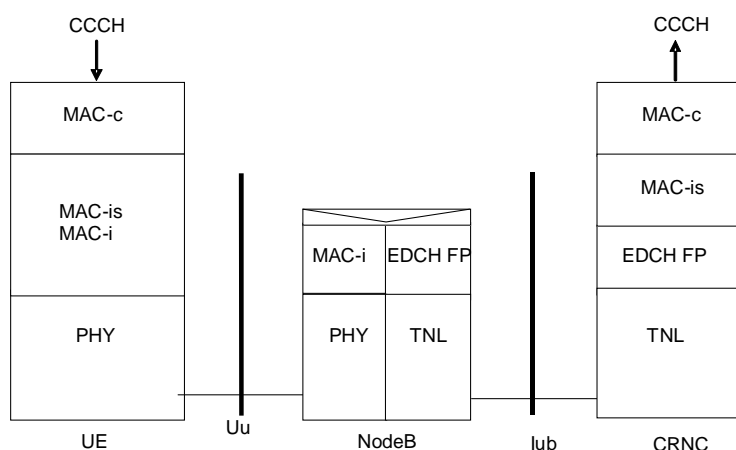 CCCH
CCCH
MAC-c
MAC-c
MAC-is
MAC-i
MAC-is
MAC-i
EDCH FP
EDCH FP
PHY
PHY
TNL
TNL
UE
Uu
NodeB
Iub
CRNC